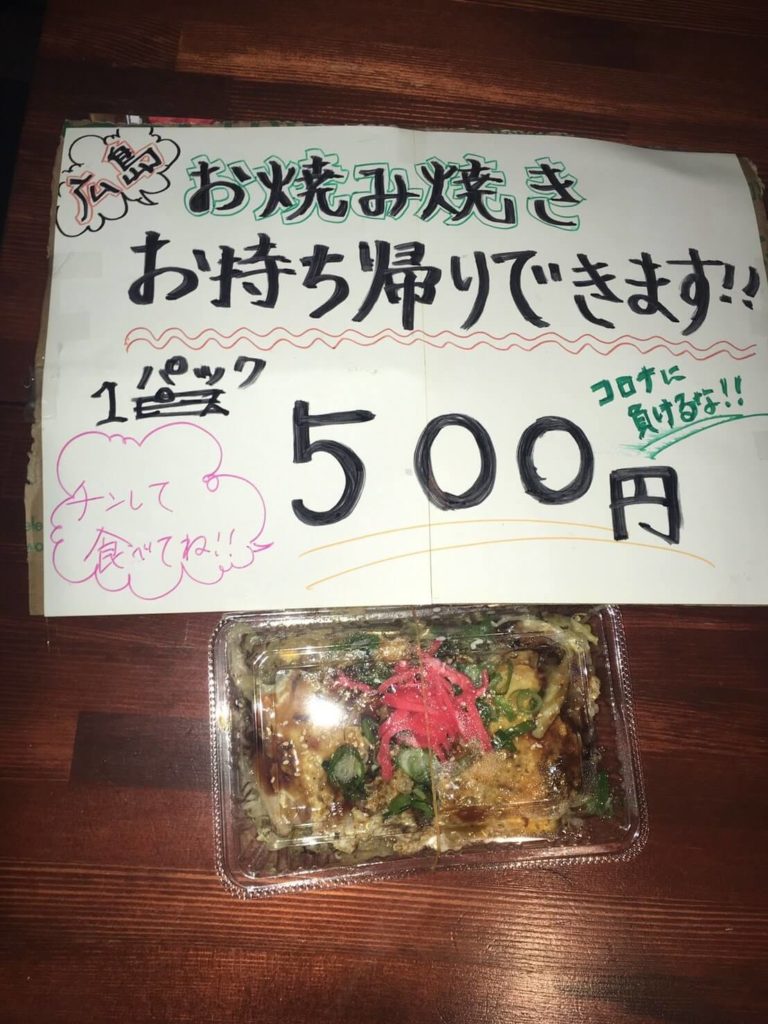 広島
お焼み焼き
お持ち帰りできます!!
1パック
500円
コロナに
負けるな!!
チンして
食べてね!!